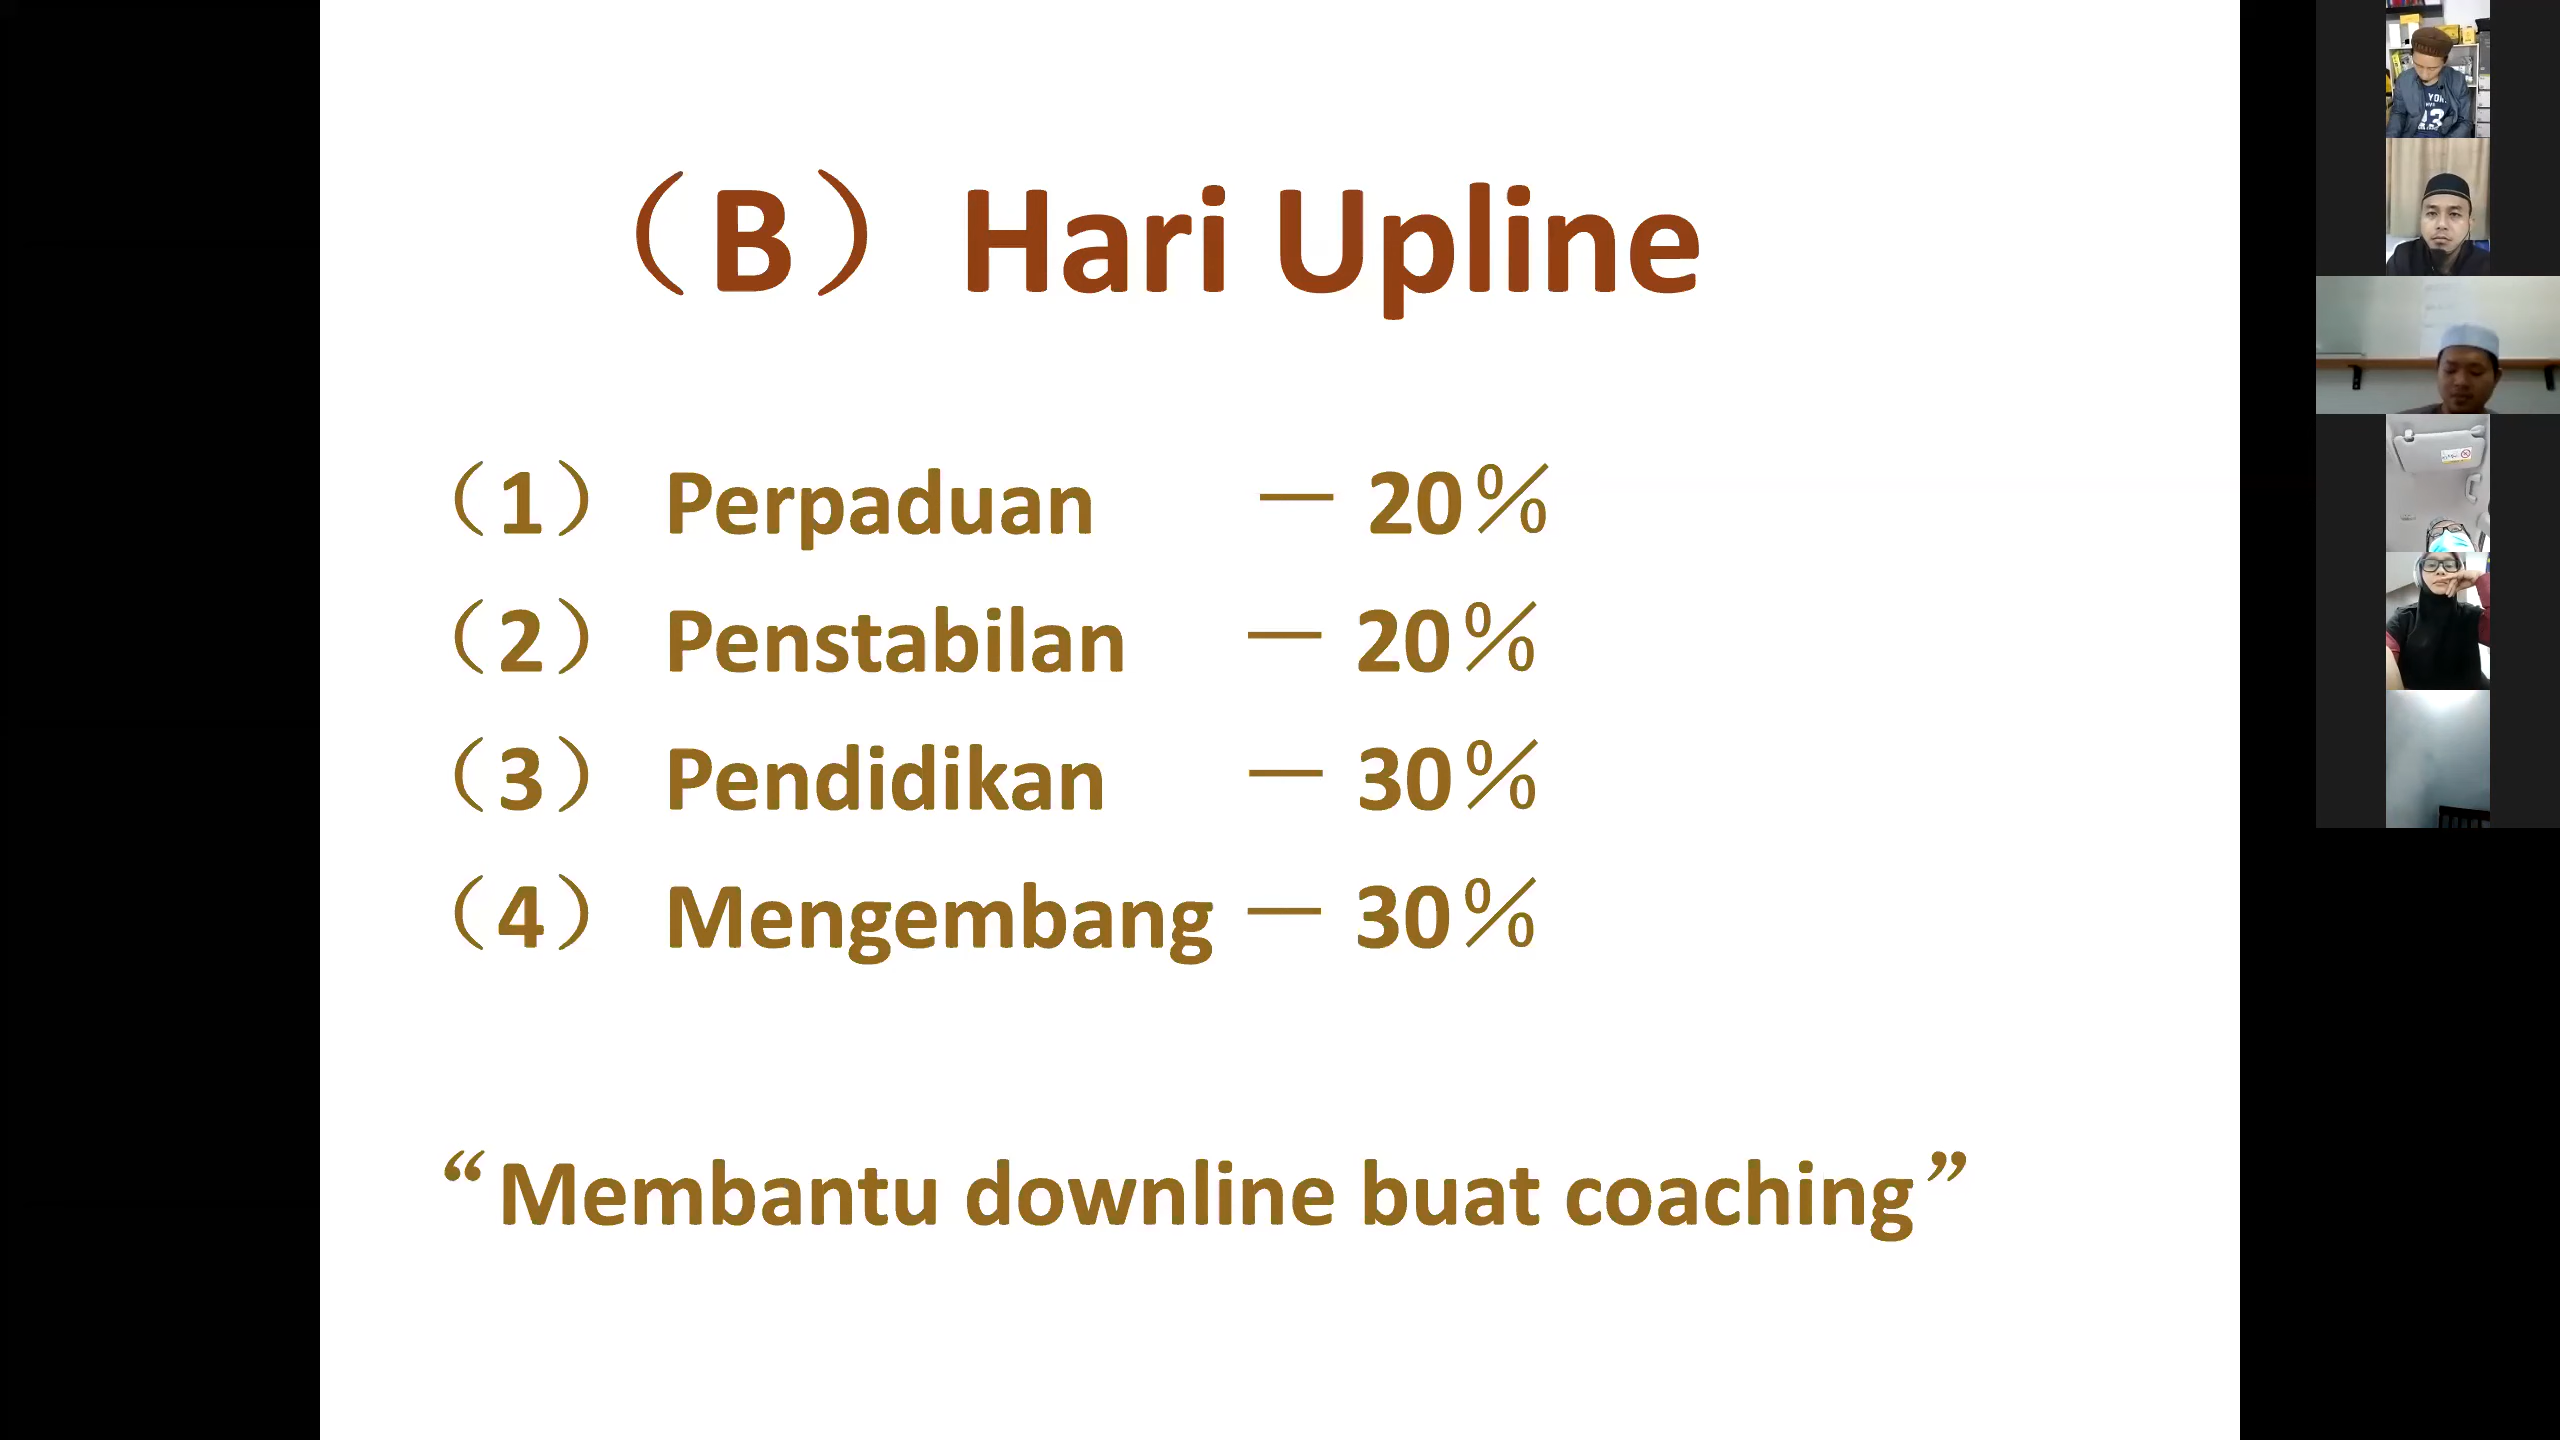 （B） Hari Upline
（1） Perpaduan － 20％
（2） Penstabilan － 20％
（3） Pendidikan － 30％
（4） Mengembang － 30％
“Membantu downline buat coaching”